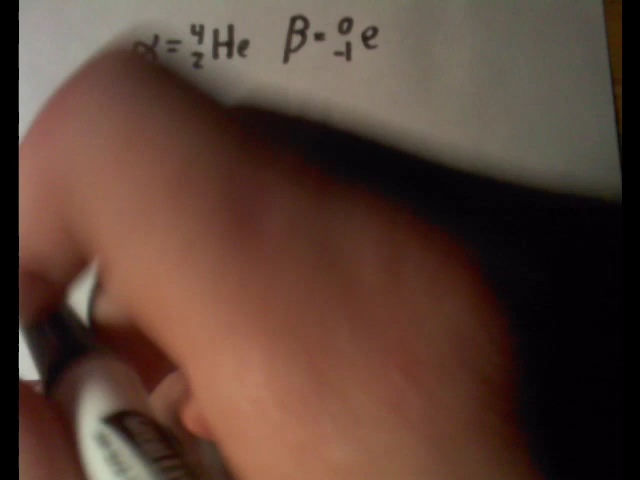 α = ⁴₂He β = ⁰₋₁e